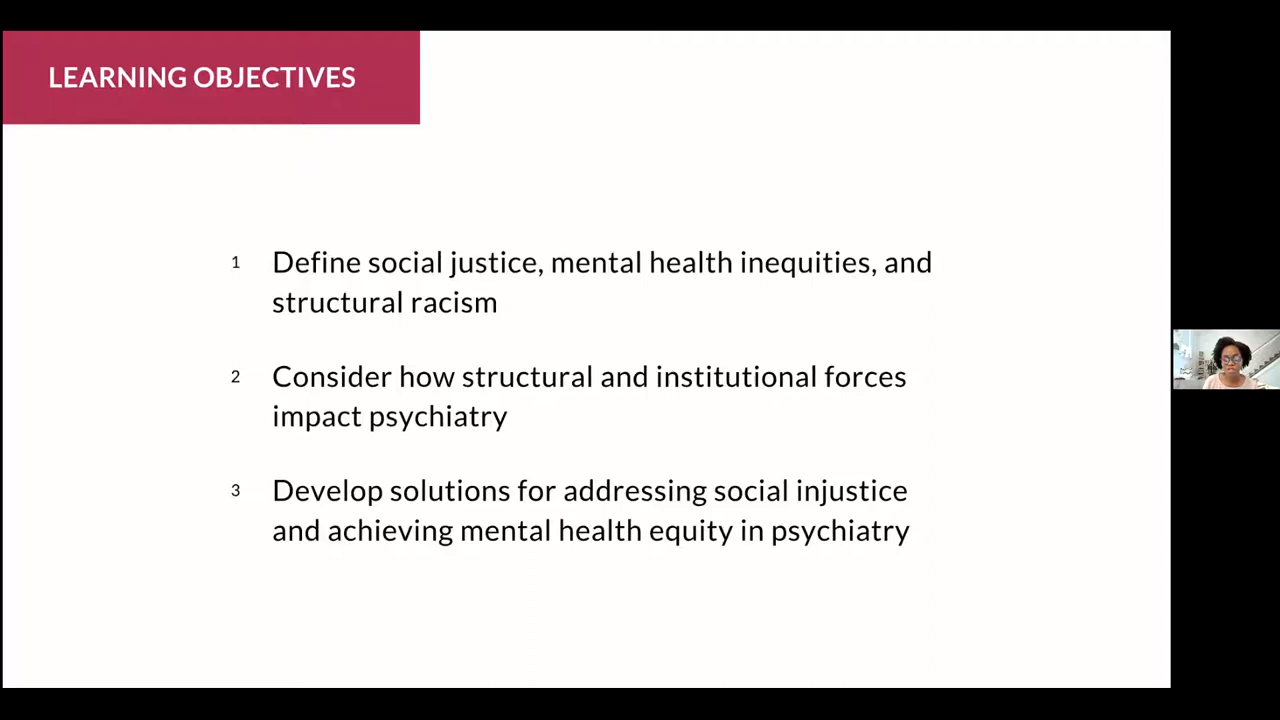 LEARNING OBJECTIVES
1 Define social justice, mental health inequities, and
structural racism
2 Consider how structural and institutional forces
impact psychiatry
3 Develop solutions for addressing social injustice
and achieving mental health equity in psychiatry